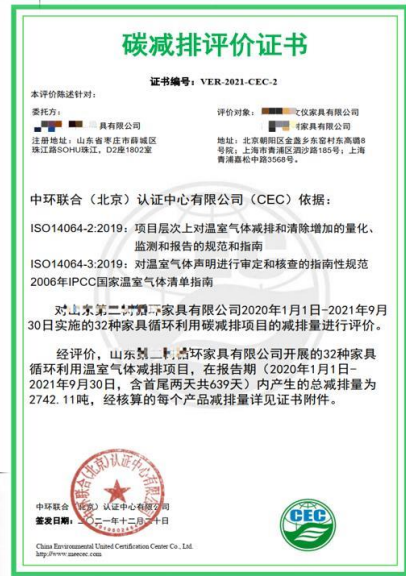 碳减排评价证书
证书编号：VER-2021-CEC-2
本评价陈述针对：
委托方：
具有限公司
注册地址：山东省枣庄市薛城区
珠江路SOHU珠江，D2座1802室
评价对象：
仪家具有限公司
家具有限公司
地址：北京朝阳区金盏乡东窑村东高疃8
号院；上海市青浦区泗沙路185号；上海
青浦嘉松中路3568号。
中环联合（北京）认证中心有限公司（CEC）依据：
ISO14064-2:2019：项目层次上对温室气体减排和清除增加的量化、
监测和报告的规范和指南
ISO14064-3:2019：对温室气体声明进行审定和核查的指南性规范
2006年IPCC国家温室气体清单指南
对山东第二 环家具有限公司2020年1月1日-2021年9月
30日实施的32种家具循环利用碳减排项目的减排量进行评价。
经评价，山东 环家具有限公司开展的32种家具
循环利用温室气体减排项目，在报告期（2020年1月1日-
2021年9月30日，含首尾两天共639天）内产生的总减排量为
2742.11吨，经核算的每个产品减排量详见证书附件。
中环联合（北京）认证中心有限公司
签发日期：二〇二一年十二月二十日
China Environmental United Certification Center Co., Ltd.
http://www.mepcec.com
CEC